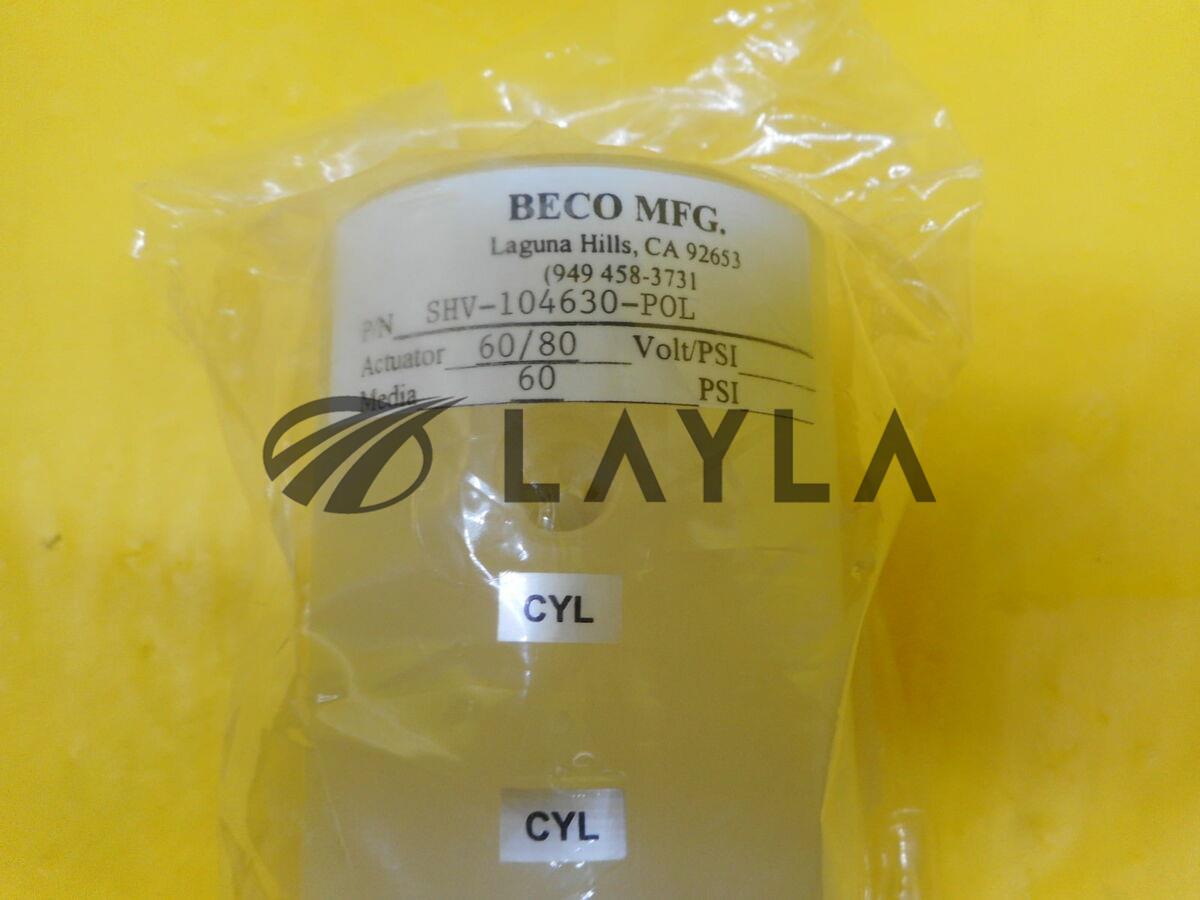 BECO MFG.
Laguna Hills, CA 92653
(949 458-3731
P/N SHV-104630-POL
Actuator 60/80 Volt/PSI
Media 60 PSI
LAYLA
CYL
CYL